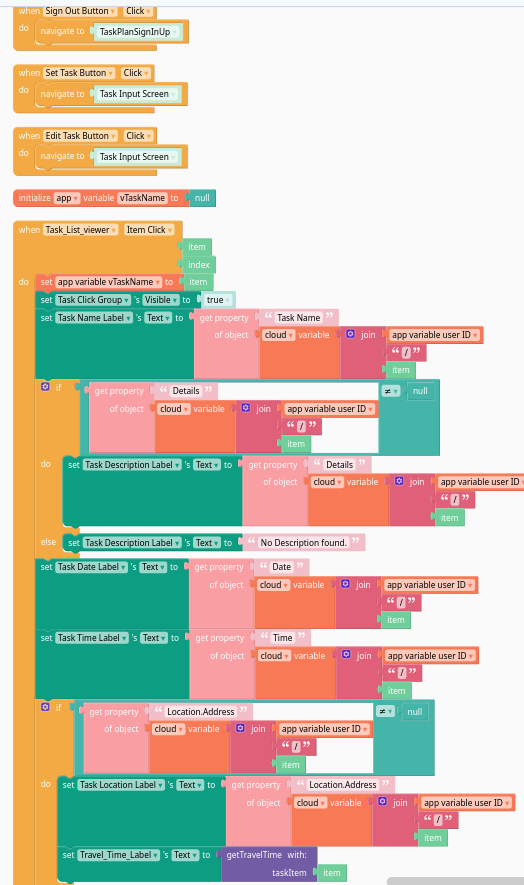 when Sign Out Button Click
do navigate to TaskPlanSignInUp
when Set Task Button Click
do navigate to Task Input Screen
when Edit Task Button Click
do navigate to Task Input Screen
initialize app variable vTaskName to null
when Task_List_viewer Item Click
item
index
do set app variable vTaskName to item
set Task Click Group 's Visible to true
set Task Name Label 's Text to get property “ Task Name ”
of object cloud variable join app variable user ID
“ / ”
item
if get property “ Details ” ≠ null
of object cloud variable join app variable user ID
“ / ”
item
do set Task Description Label 's Text to get property “ Details ”
of object cloud variable join app variable user ID
“ / ”
item
else set Task Description Label 's Text to “ No Description found. ”
set Task Date Label 's Text to get property “ Date ”
of object cloud variable join app variable user ID
“ / ”
item
set Task Time Label 's Text to get property “ Time ”
of object cloud variable join app variable user ID
“ / ”
item
if get property “ Location.Address ” ≠ null
of object cloud variable join app variable user ID
“ / ”
item
do set Task Location Label 's Text to get property “ Location.Address ”
of object cloud variable join app variable user ID
“ / ”
item
set Travel_Time_Label 's Text to getTravelTime with:
taskItem item